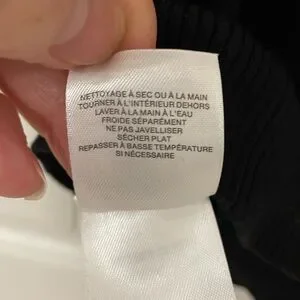 NETTOYAGE À SEC OU À LA MAIN
TOURNER À L'INTÉRIEUR DEHORS
LAVER À LA MAIN À L'EAU
FROIDE SÉPARÉMENT
NE PAS JAVELLISER
SÉCHER PLAT
REPASSER À BASSE TEMPÉRATURE
SI NÉCESSAIRE